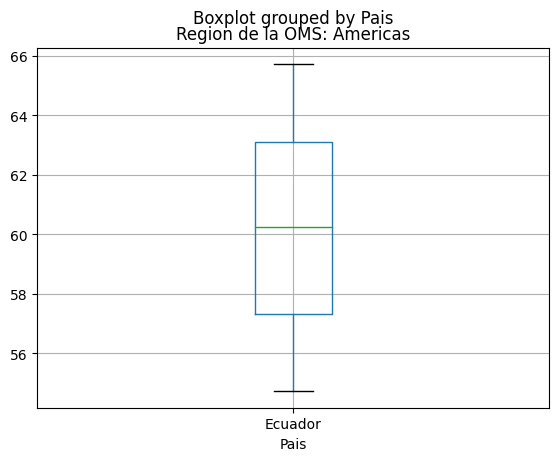 Boxplot grouped by Pais
Region de la OMS: Americas
66
64
62
60
58
56
Ecuador
Pais